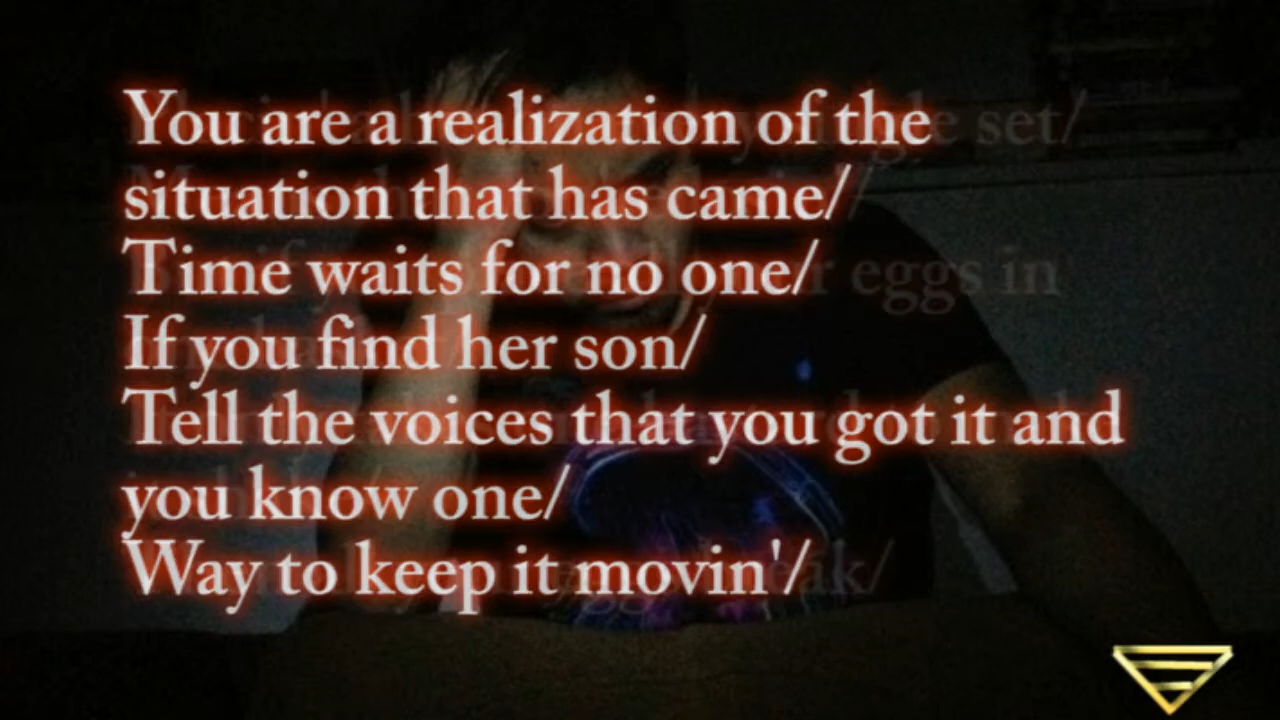 You are a realization of the
situation that has came/
Time waits for no one/
If you find her son/
Tell the voices that you got it and
you know one/
Way to keep it movin'/